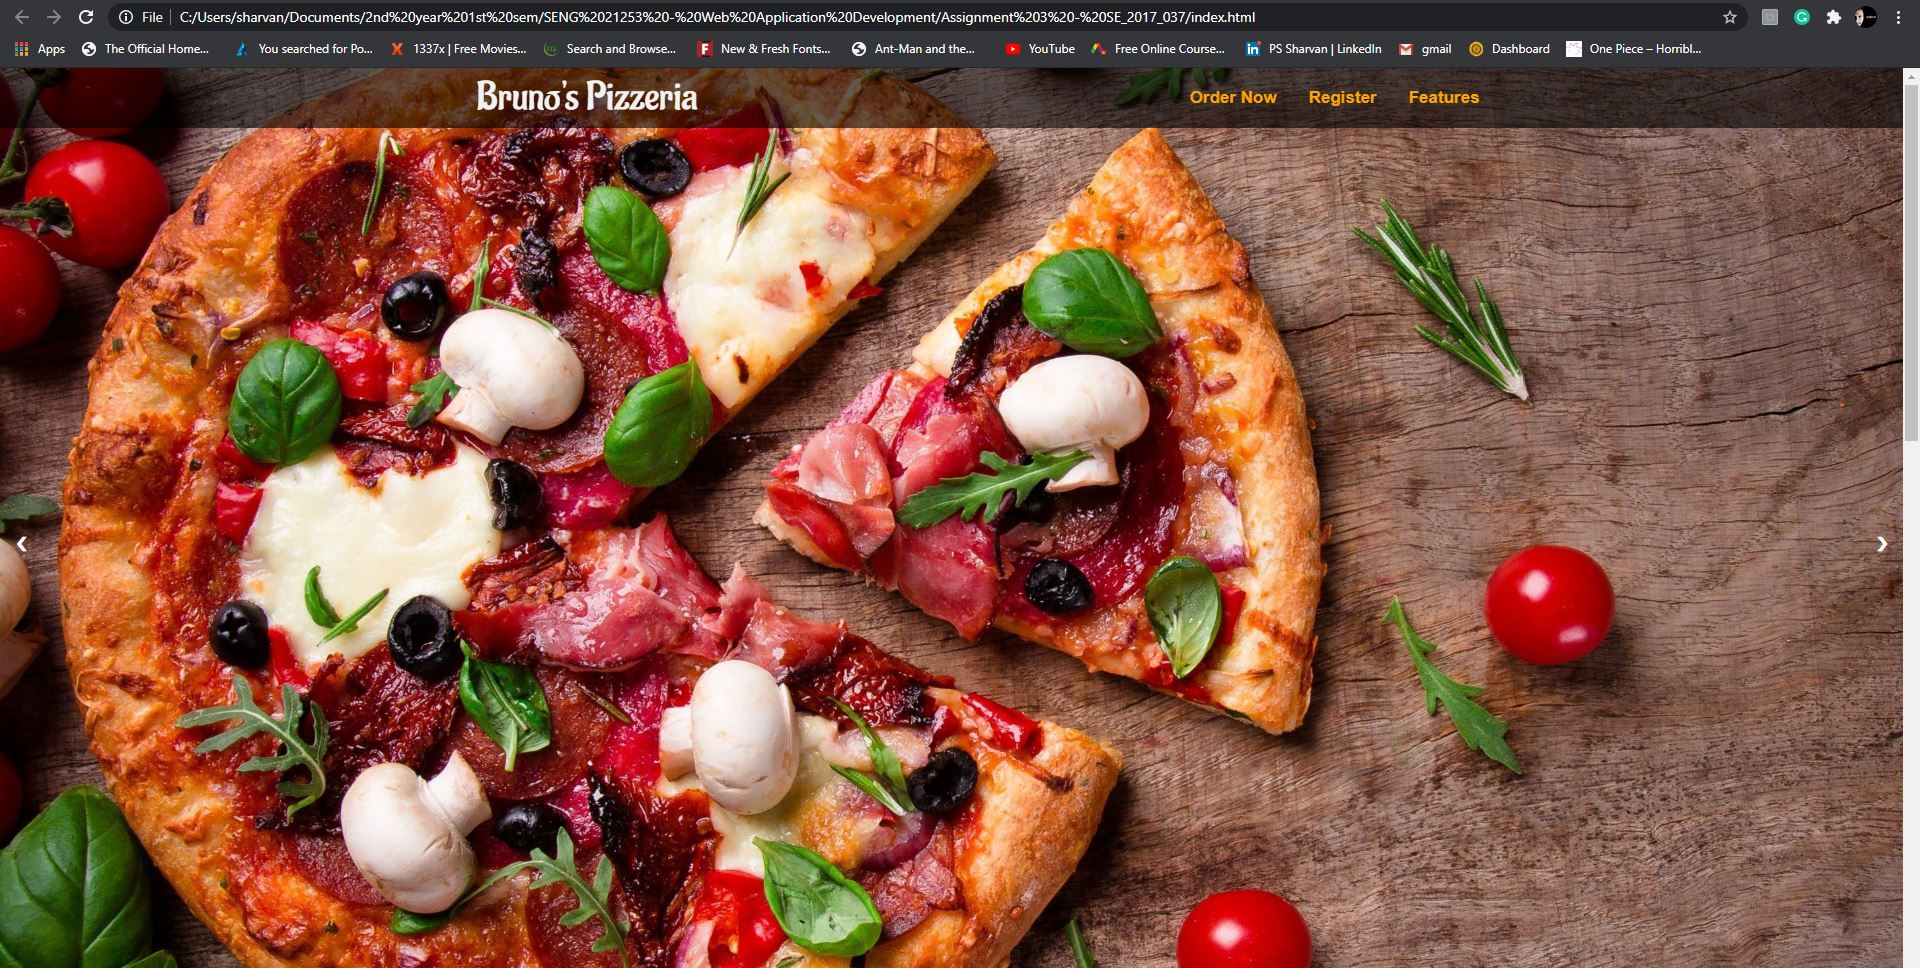 File | C:/Users/sharvan/Documents/2nd%20year%201st%20sem/SENG%2021253%20-%20Web%20Application%20Development/Assignment%203%20-%20SE_2017_037/index.html
Apps The Official Home... You searched for Po... 1337x | Free Movies... Search and Browse... New & Fresh Fonts... Ant-Man and the... YouTube Free Online Course... PS Sharvan | LinkedIn gmail Dashboard One Piece – Horribl...
Bruno's Pizzeria Order Now Register Features